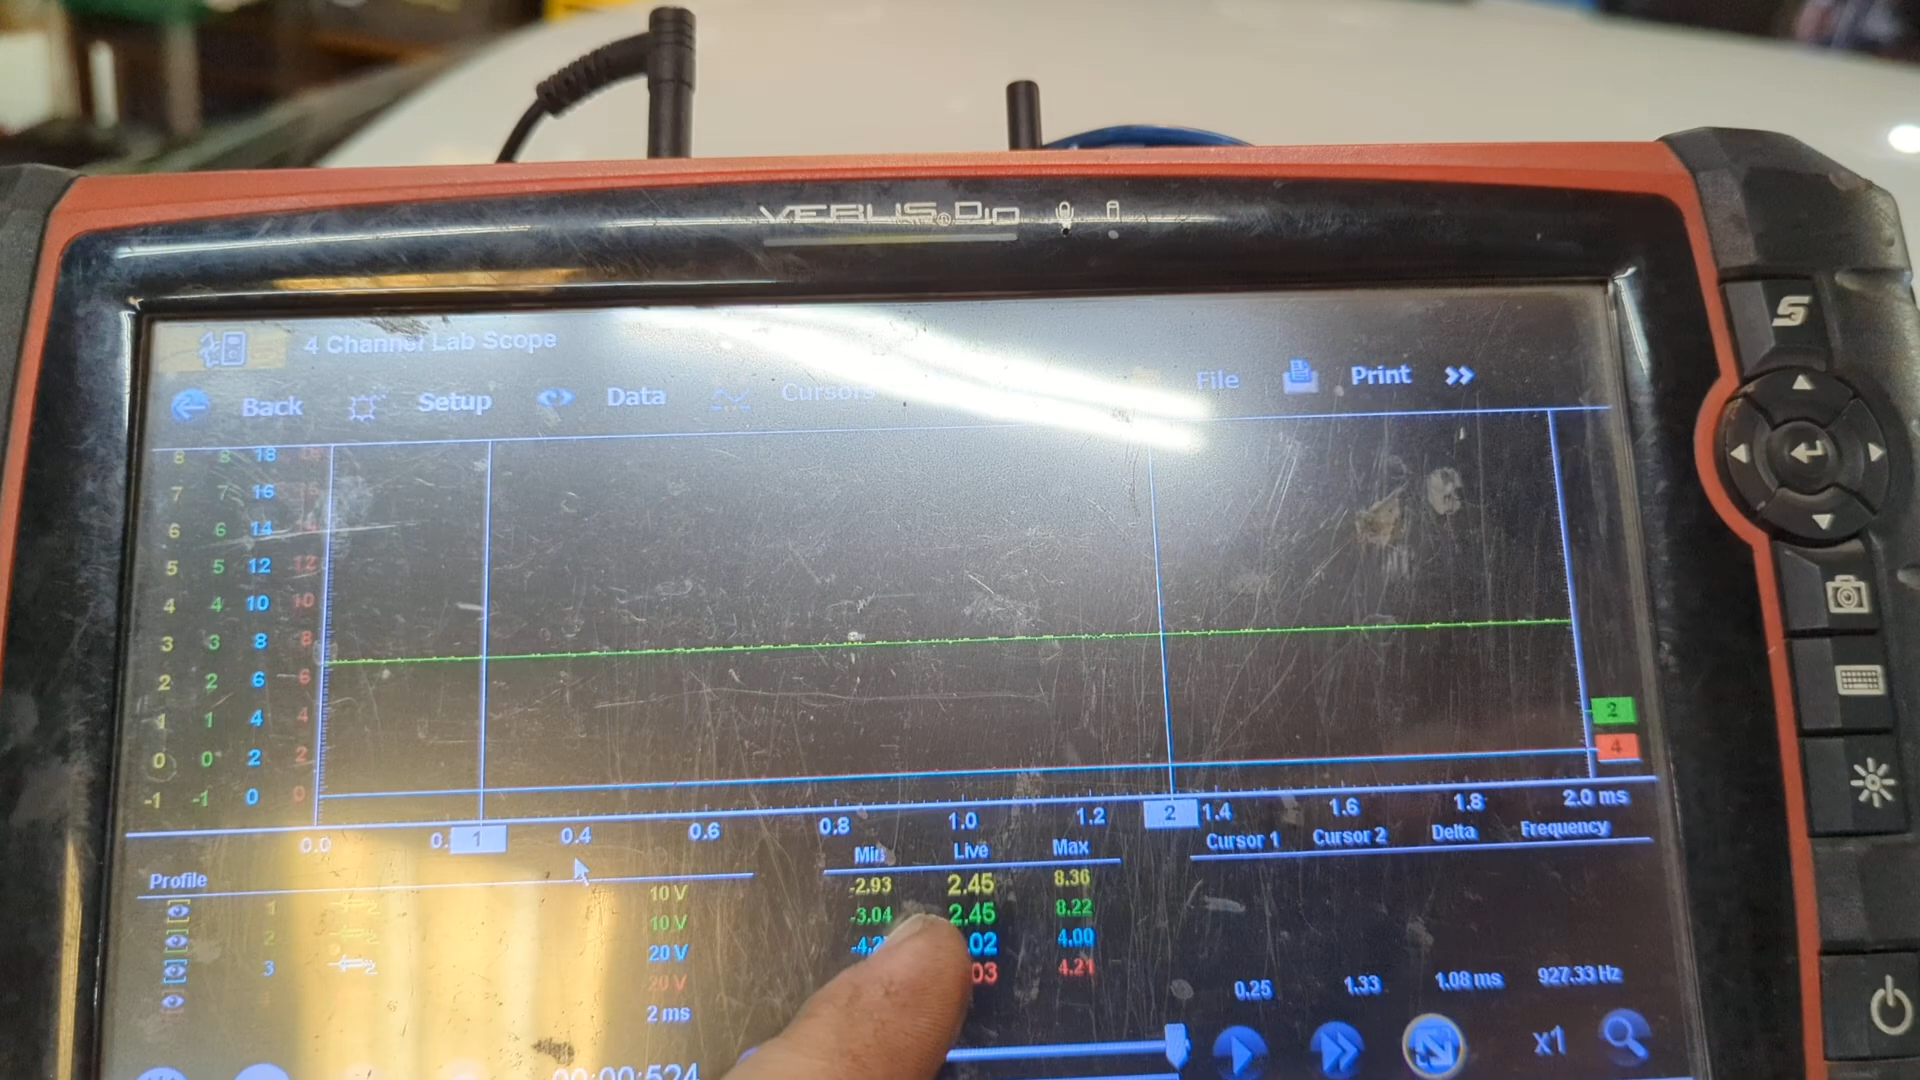 VERUS® PRO
S
4 Channel Lab Scope
Back Setup Data Cursors File Print >>
8 8 18 18
7 7 16 16
6 6 14 14
5 5 12 12
4 4 10 10
3 3 8 8
2 2 6 6
1 1 4 4
0 0 2 2
-1 -1 0 0
2
4
0.0 1 0.4 0.6 0.8 1.0 1.2 2 1.4 1.6 1.8 2.0 ms
Profile Min Live Max Cursor 1 Cursor 2 Delta Frequency
1 10 V -2.93 2.45 8.36
2 10 V -3.04 2.45 8.22
3 20 V 4.00
20 V 4.21
2 ms 0.25 1.33 1.08 ms 927.33 Hz
00:00:524 x1